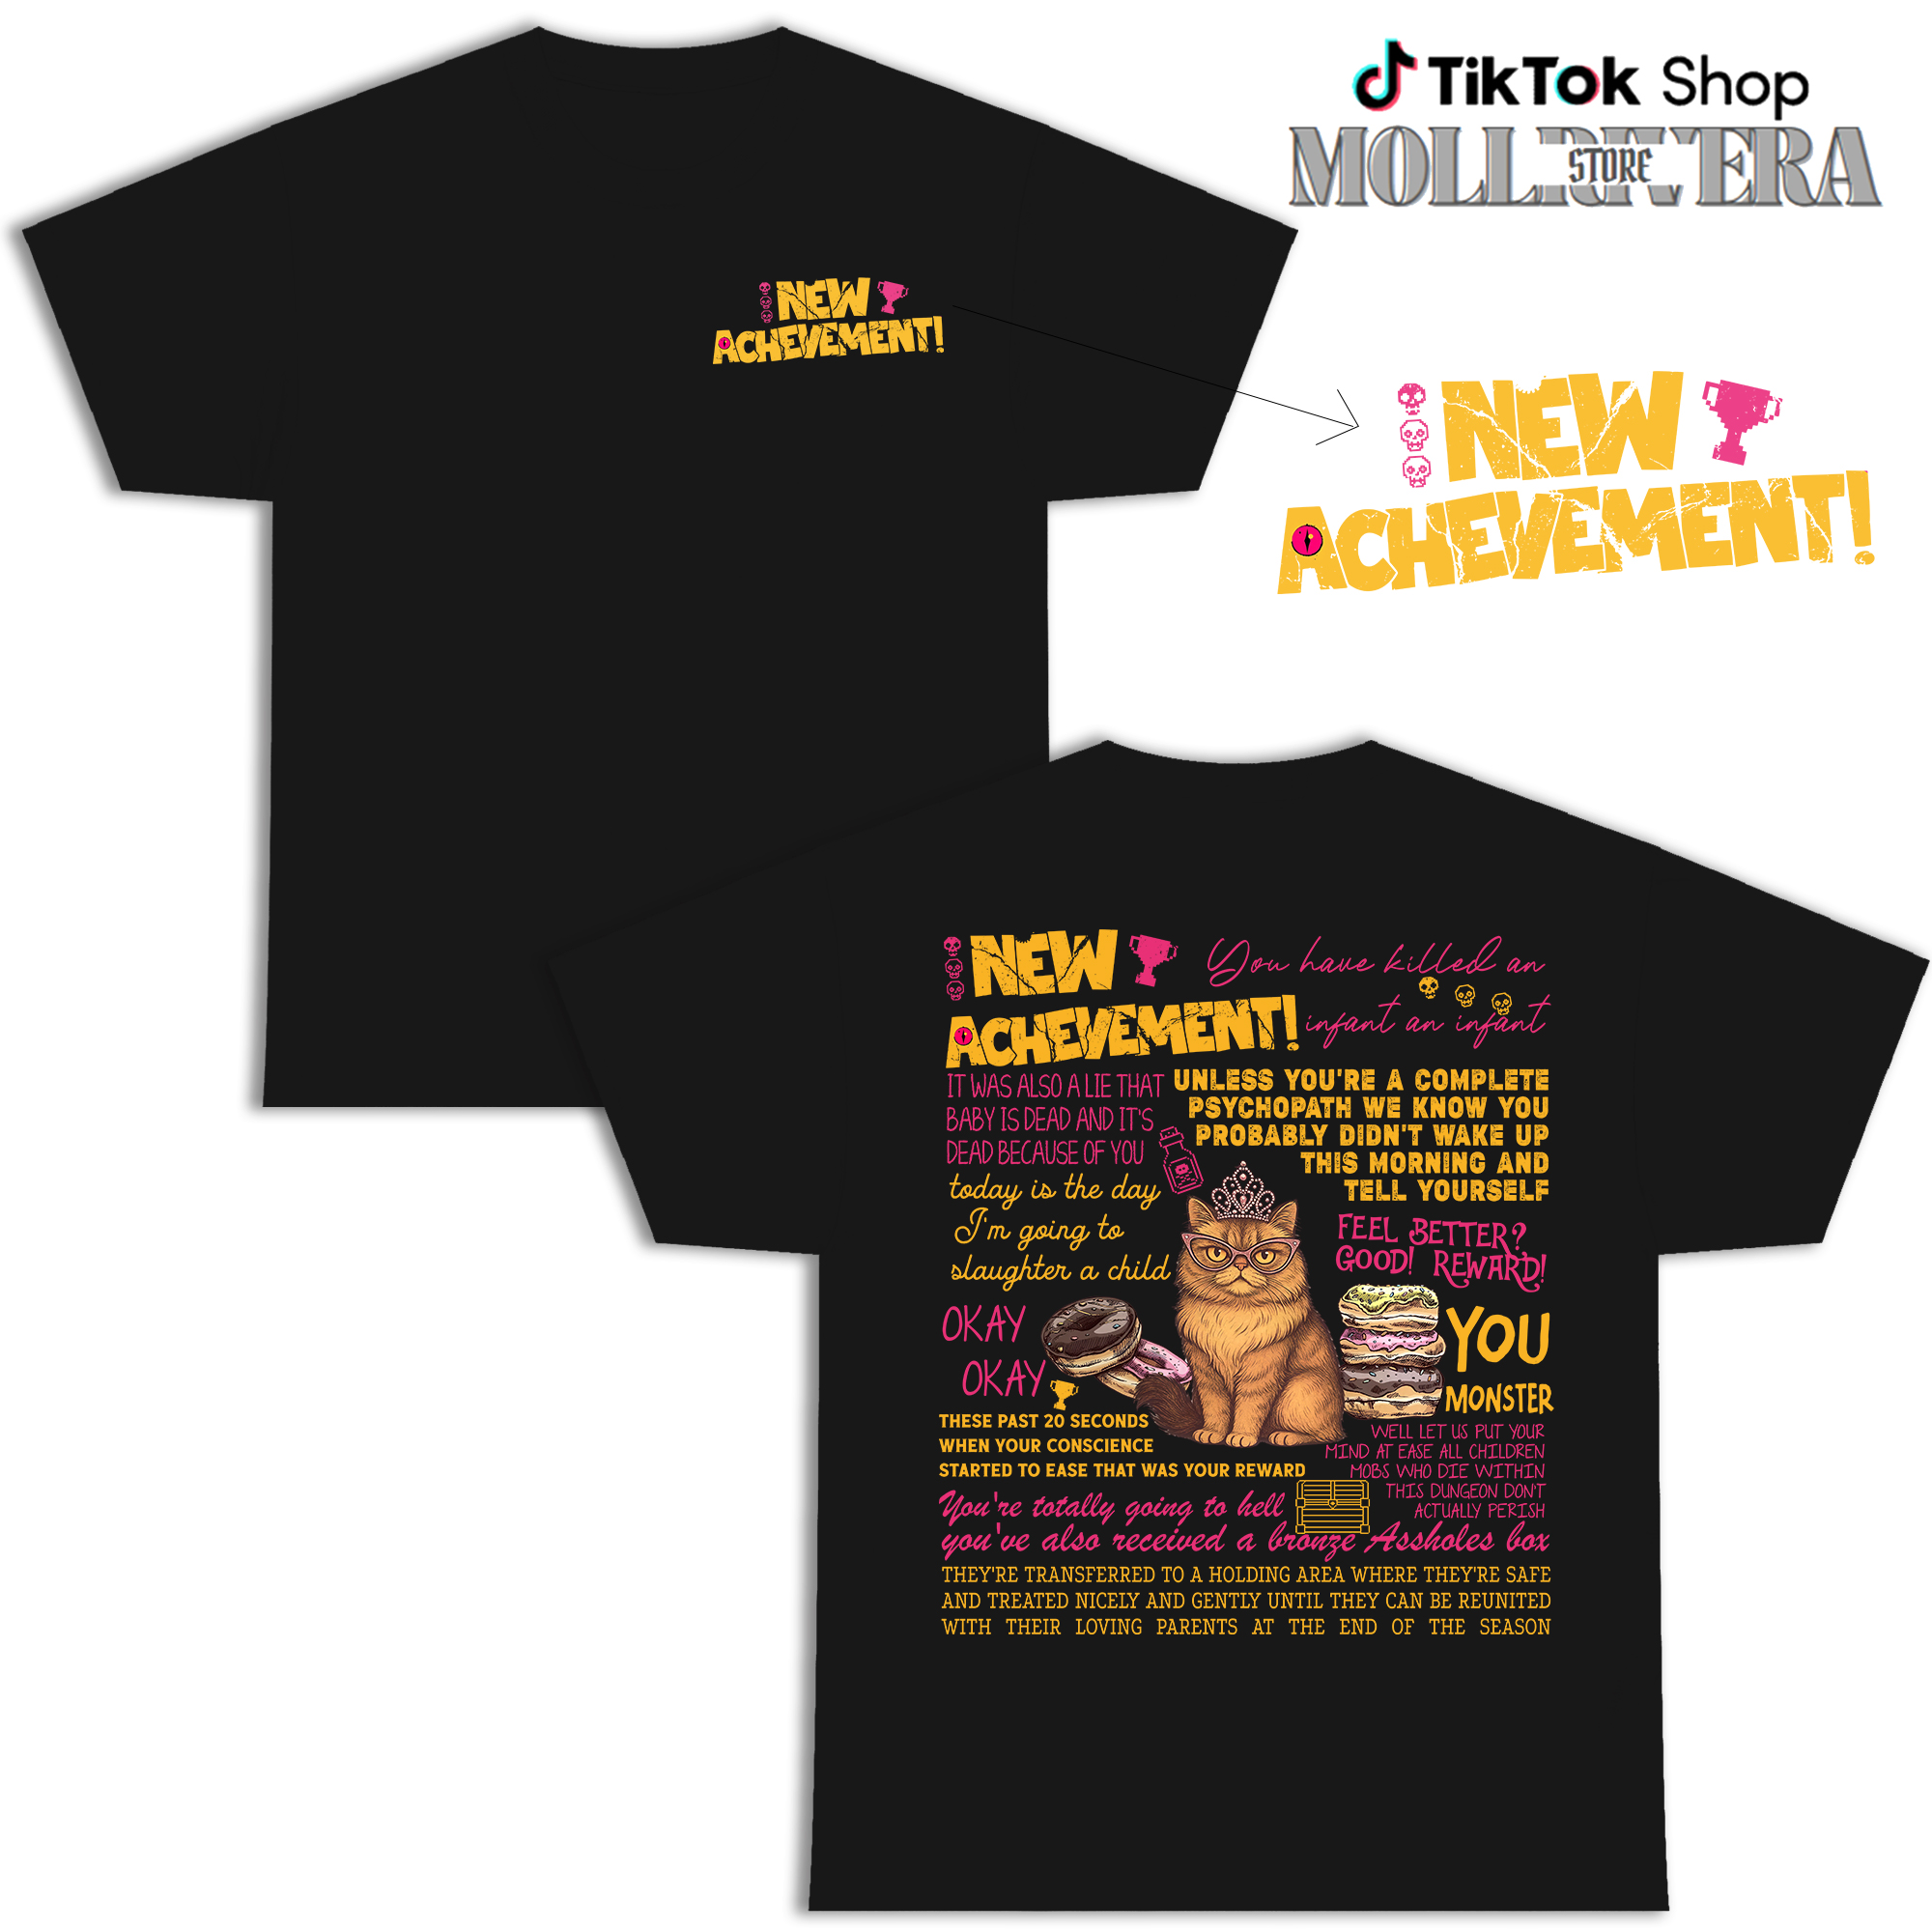 TikTok Shop
MOLLRIVERA
STORE
NEW
ACHEVEMENT!
NEW
ACHEVEMENT!
NEW
ACHEVEMENT!
You have killed an
infant an infant
IT WAS ALSO A LIE THAT
BABY IS DEAD AND IT'S
DEAD BECAUSE OF YOU
UNLESS YOU'RE A COMPLETE
PSYCHOPATH WE KNOW YOU
PROBABLY DIDN'T WAKE UP
THIS MORNING AND
TELL YOURSELF
today is the day
I'm going to
slaughter a child
FEEL BETTER?
GOOD! REWARD!
OKAY
OKAY
YOU
MONSTER
THESE PAST 20 SECONDS
WHEN YOUR CONSCIENCE
STARTED TO EASE THAT WAS YOUR REWARD
WELL LET US PUT YOUR
MIND AT EASE ALL CHILDREN
MOBS WHO DIE WITHIN
THIS DUNGEON DON'T
ACTUALLY PERISH
You're totally going to hell
you've also received a bronze Assholes box
THEY'RE TRANSFERRED TO A HOLDING AREA WHERE THEY'RE SAFE
AND TREATED NICELY AND GENTLY UNTIL THEY CAN BE REUNITED
WITH THEIR LOVING PARENTS AT THE END OF THE SEASON